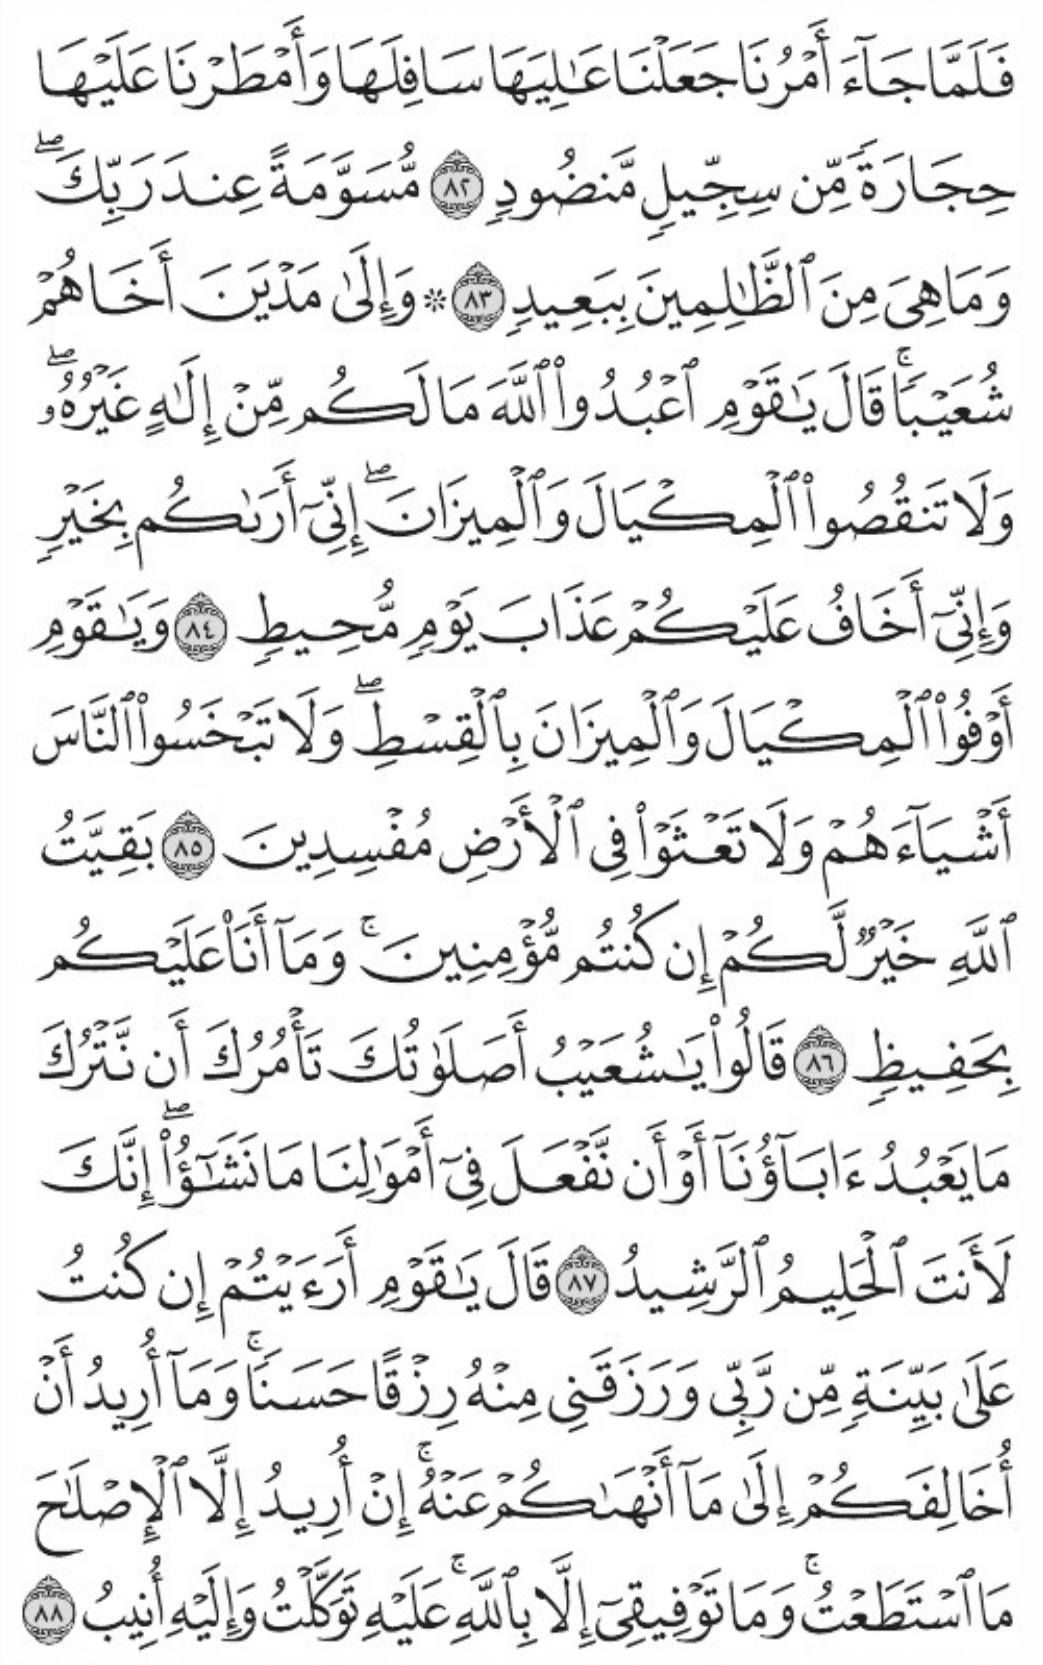 فَلَمَّا جَآءَ أَمْرُنَا جَعَلْنَا عَٰلِيَهَا سَافِلَهَا وَأَمْطَرْنَا عَلَيْهَا
حِجَارَةً مِّن سِجِّيلٍ مَّنضُودٍ ٨٢ مُّسَوَّمَةً عِندَ رَبِّكَۖ
وَمَا هِىَ مِنَ ٱلظَّٰلِمِينَ بِبَعِيدٍ ٨٣ * وَإِلَىٰ مَدْيَنَ أَخَاهُمْ
شُعَيْبًاۚ قَالَ يَٰقَوْمِ ٱعْبُدُوا۟ ٱللَّهَ مَا لَكُم مِّنْ إِلَٰهٍ غَيْرُهُۥۖ
وَلَا تَنقُصُوا۟ ٱلْمِكْيَالَ وَٱلْمِيزَانَۖ إِنِّىٓ أَرَىٰكُم بِخَيْرٍ
وَإِنِّىٓ أَخَافُ عَلَيْكُمْ عَذَابَ يَوْمٍ مُّحِيطٍ ٨٤ وَيَٰقَوْمِ
أَوْفُوا۟ ٱلْمِكْيَالَ وَٱلْمِيزَانَ بِٱلْقِسْطِۖ وَلَا تَبْخَسُوا۟ ٱلنَّاسَ
أَشْيَآءَهُمْ وَلَا تَعْثَوْا۟ فِى ٱلْأَرْضِ مُفْسِدِينَ ٨٥ بَقِيَّتُ
ٱللَّهِ خَيْرٌ لَّكُمْ إِن كُنتُم مُّؤْمِنِينَۚ وَمَآ أَنَا۠ عَلَيْكُم
بِحَفِيظٍ ٨٦ قَالُوا۟ يَٰشُعَيْبُ أَصَلَوٰتُكَ تَأْمُرُكَ أَن نَّتْرُكَ
مَا يَعْبُدُ ءَابَآؤُنَآ أَوْ أَن نَّفْعَلَ فِىٓ أَمْوَٰلِنَا مَا نَشَٰٓؤُا۟ۖ إِنَّكَ
لَأَنتَ ٱلْحَلِيمُ ٱلرَّشِيدُ ٨٧ قَالَ يَٰقَوْمِ أَرَءَيْتُمْ إِن كُنتُ
عَلَىٰ بَيِّنَةٍ مِّن رَّبِّى وَرَزَقَنِى مِنْهُ رِزْقًا حَسَنًاۚ وَمَآ أُرِيدُ أَنْ
أُخَالِفَكُمْ إِلَىٰ مَآ أَنْهَىٰكُمْ عَنْهُۚ إِنْ أُرِيدُ إِلَّا ٱلْإِصْلَٰحَ
مَا ٱسْتَطَعْتُۚ وَمَا تَوْفِيقِىٓ إِلَّا بِٱللَّهِۚ عَلَيْهِ تَوَكَّلْتُ وَإِلَيْهِ أُنِيبُ ٨٨